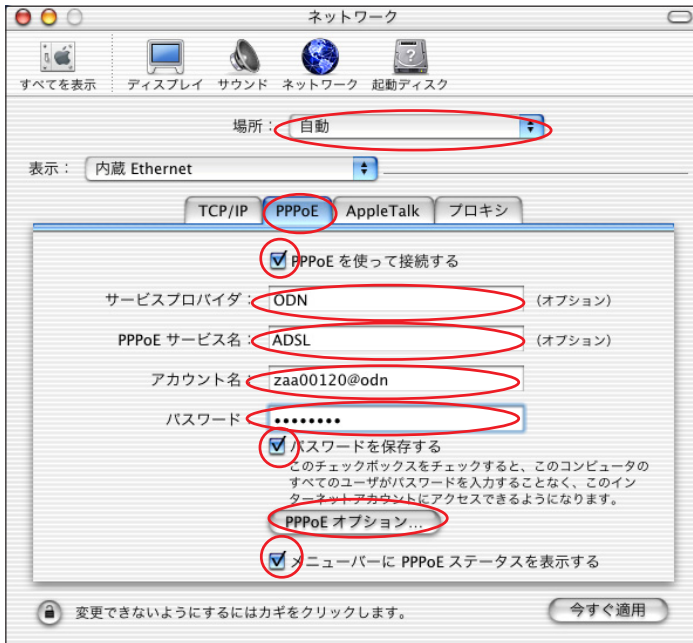 ネットワーク
すべてを表示 ディスプレイ サウンド ネットワーク 起動ディスク
場所： 自動
表示： 内蔵 Ethernet
TCP/IP PPPoE AppleTalk プロキシ
PPPoE を使って接続する
サービスプロバイダ： ODN (オプション)
PPPoE サービス名： ADSL (オプション)
アカウント名： zaa00120@odn
パスワード： ••••••••
パスワードを保存する
このチェックボックスをチェックすると、このコンピュータの
すべてのユーザがパスワードを入力することなく、このイン
ターネットアカウントにアクセスできるようになります。
PPPoE オプション...
メニューバーに PPPoE ステータスを表示する
変更できないようにするにはカギをクリックします。 今すぐ適用